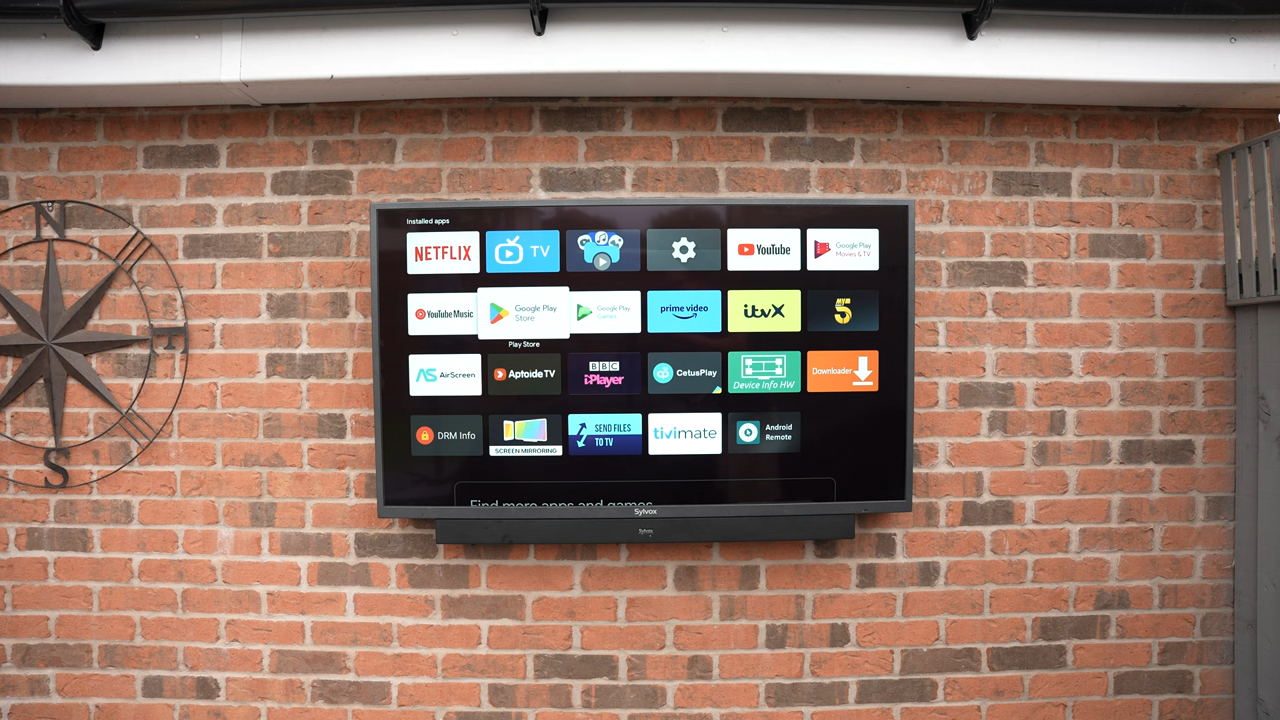 N
E
S
Installed apps
NETFLIX
TV
YouTube
Google Play
Movies & TV
YouTube Music
Google Play
Store
Google Play
Games
prime video
itvX
MY
5
Play Store
AS AirScreen
Aptoide TV
BBC
iPLAYER
CetusPlay
Device Info HW
Downloader
DRM Info
SCREEN MIRRORING
SEND FILES
TO TV
tivimate
Android
Remote
Find more apps and games
Sylvox
Sylvox